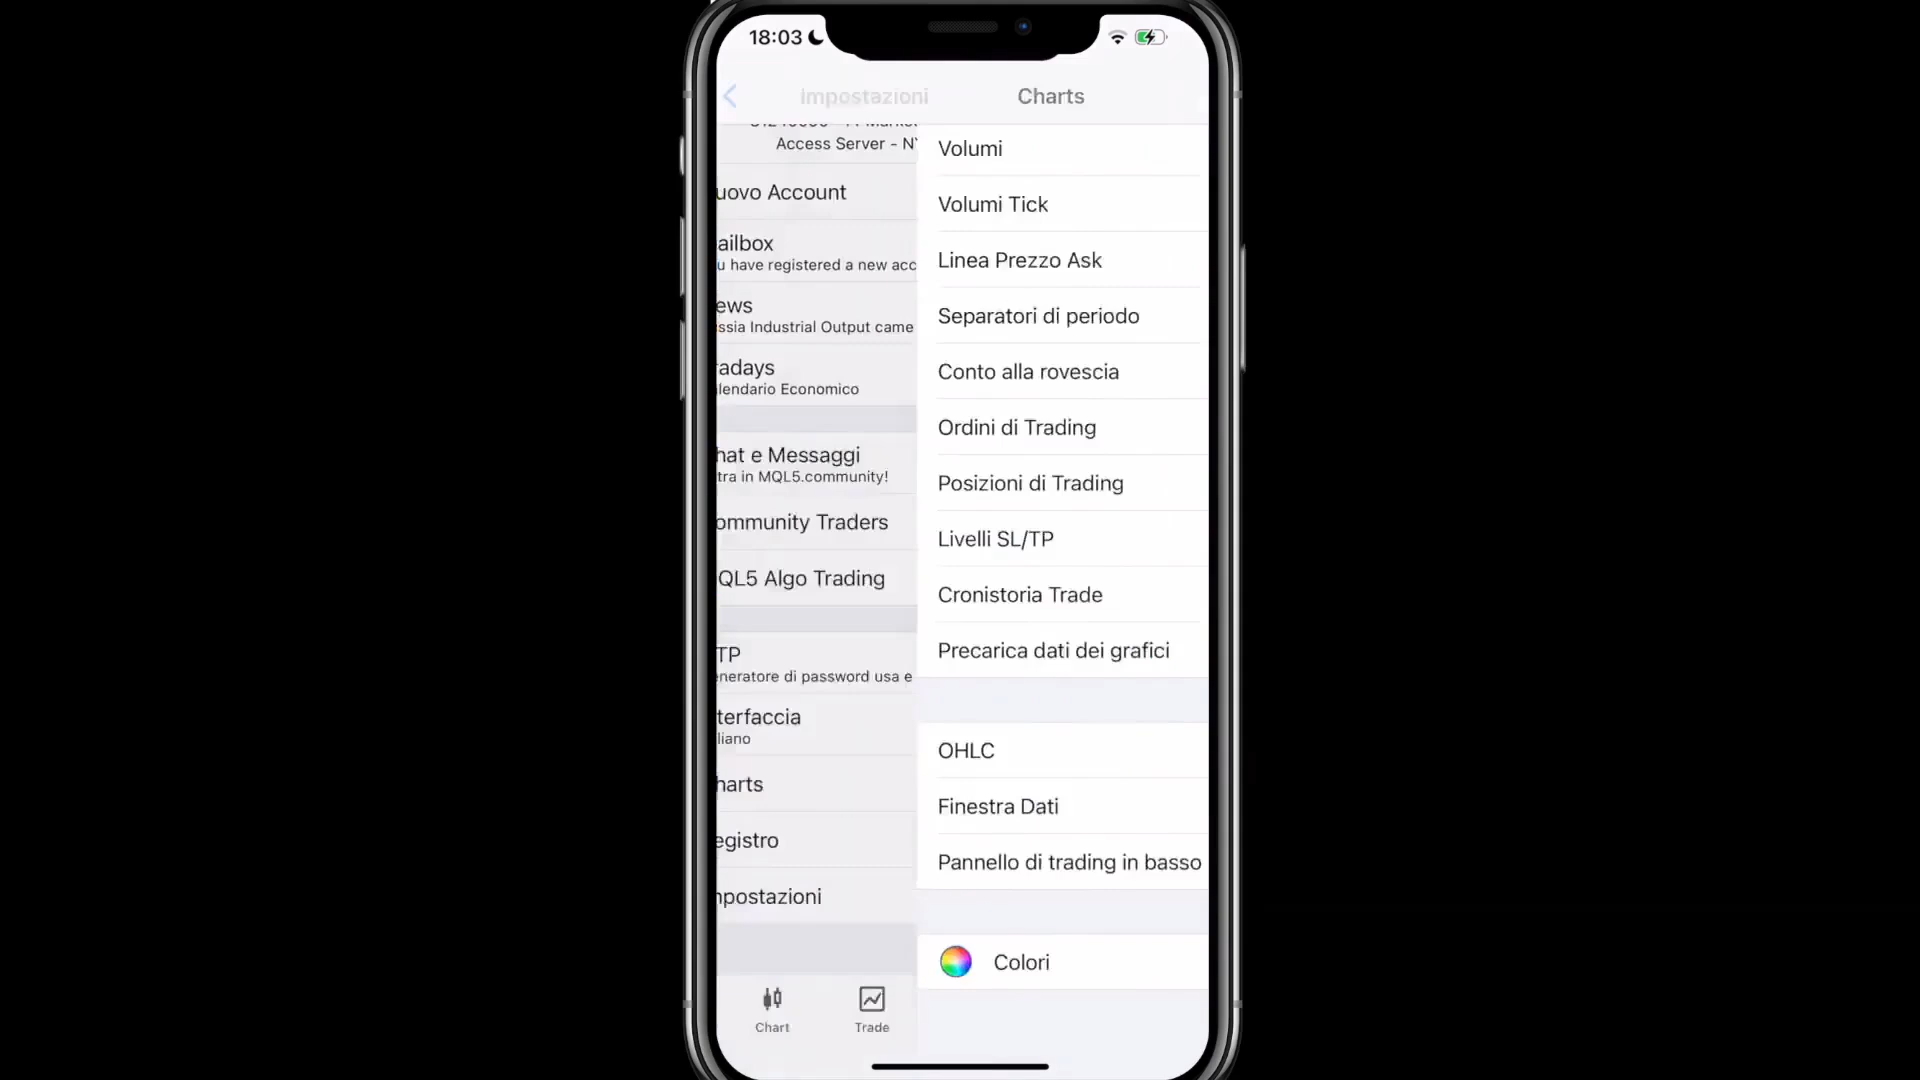 18:03
Impostazioni
Charts
Access Server - NY
uovo Account
ailbox
u have registered a new acc
ews
ssia Industrial Output came
radays
lendario Economico
hat e Messaggi
tra in MQL5.community!
ommunity Traders
QL5 Algo Trading
TP
eneratore di password usa e
terfaccia
liano
harts
egistro
mpostazioni
Chart
Trade
Volumi
Volumi Tick
Linea Prezzo Ask
Separatori di periodo
Conto alla rovescia
Ordini di Trading
Posizioni di Trading
Livelli SL/TP
Cronistoria Trade
Precarica dati dei grafici
OHLC
Finestra Dati
Pannello di trading in basso
Colori